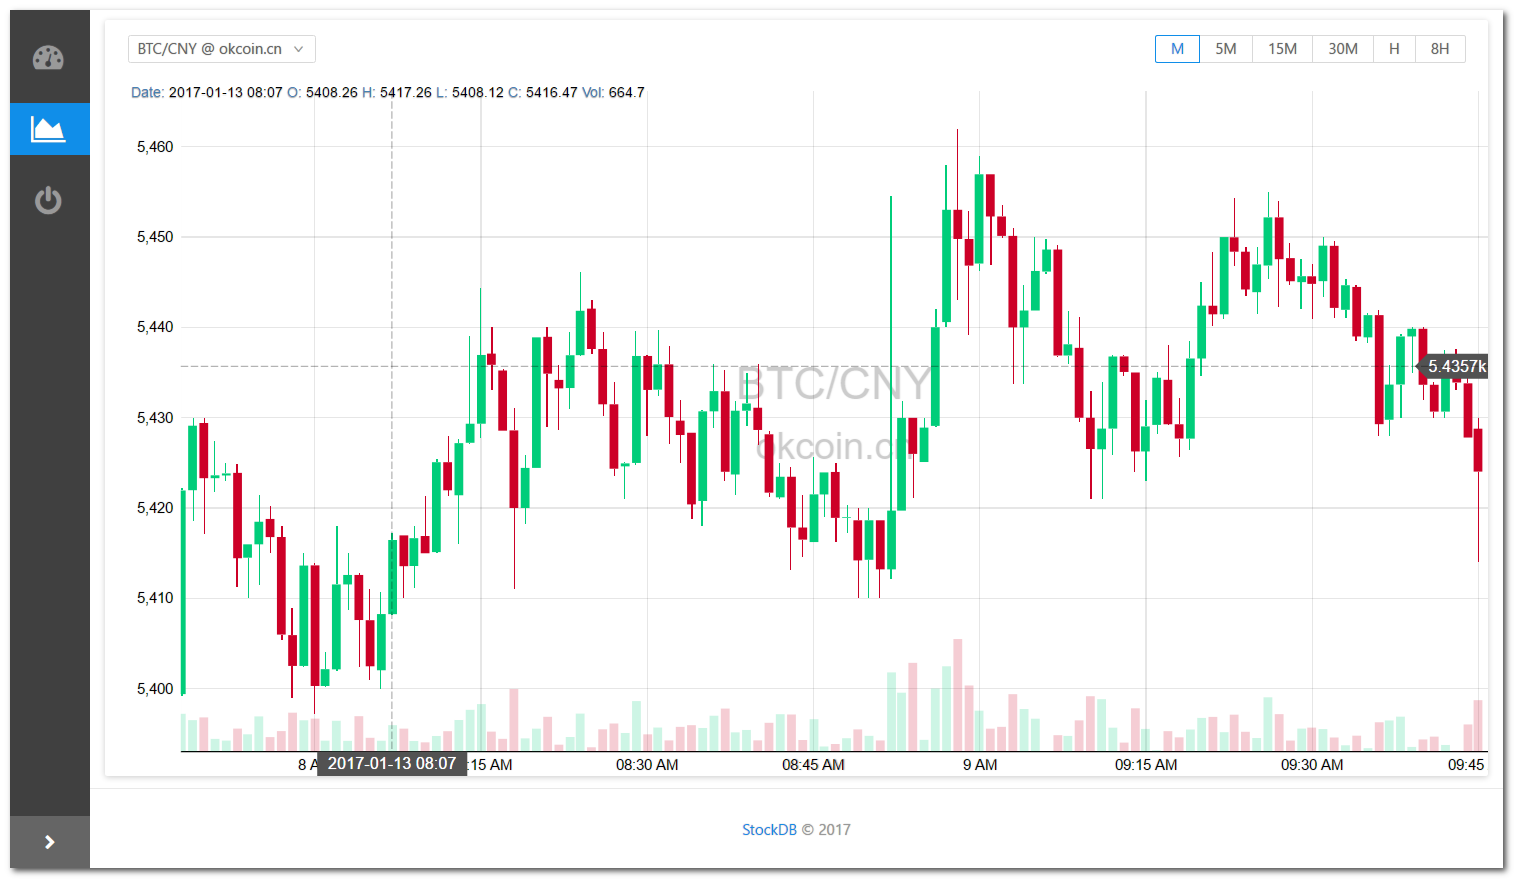 BTC/CNY @ okcoin.cn
M 5M 15M 30M H 8H
Date: 2017-01-13 08:07 O: 5408.26 H: 5417.26 L: 5408.12 C: 5416.47 Vol: 664.7
5,460
5,450
5,440
5.4357k
BTC/CNY
5,430
okcoin.cn
5,420
5,410
5,400
8 A 2017-01-13 08:07 :15 AM 08:30 AM 08:45 AM 9 AM 09:15 AM 09:30 AM 09:45
StockDB © 2017